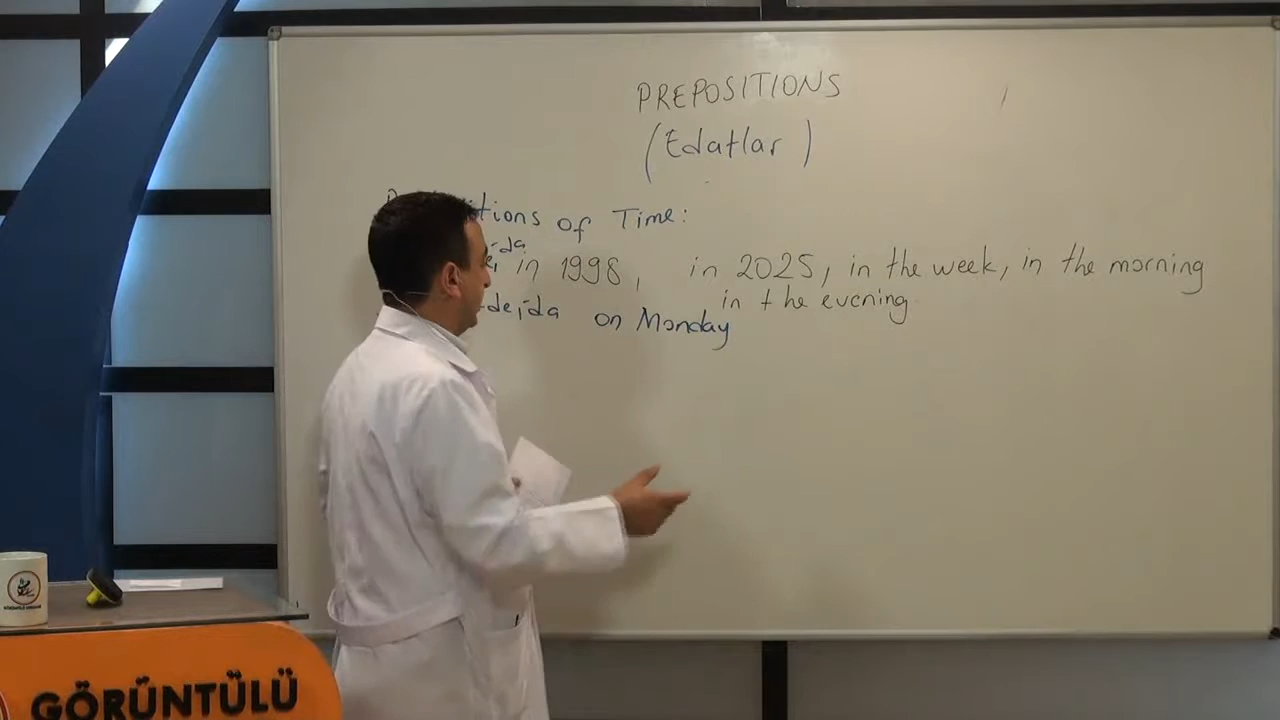 PREPOSITIONS
(Edatlar)
of Time:
in 1998, in 2025, in the week, in the morning
in the evening
on Monday
GÖRÜNTÜLÜ